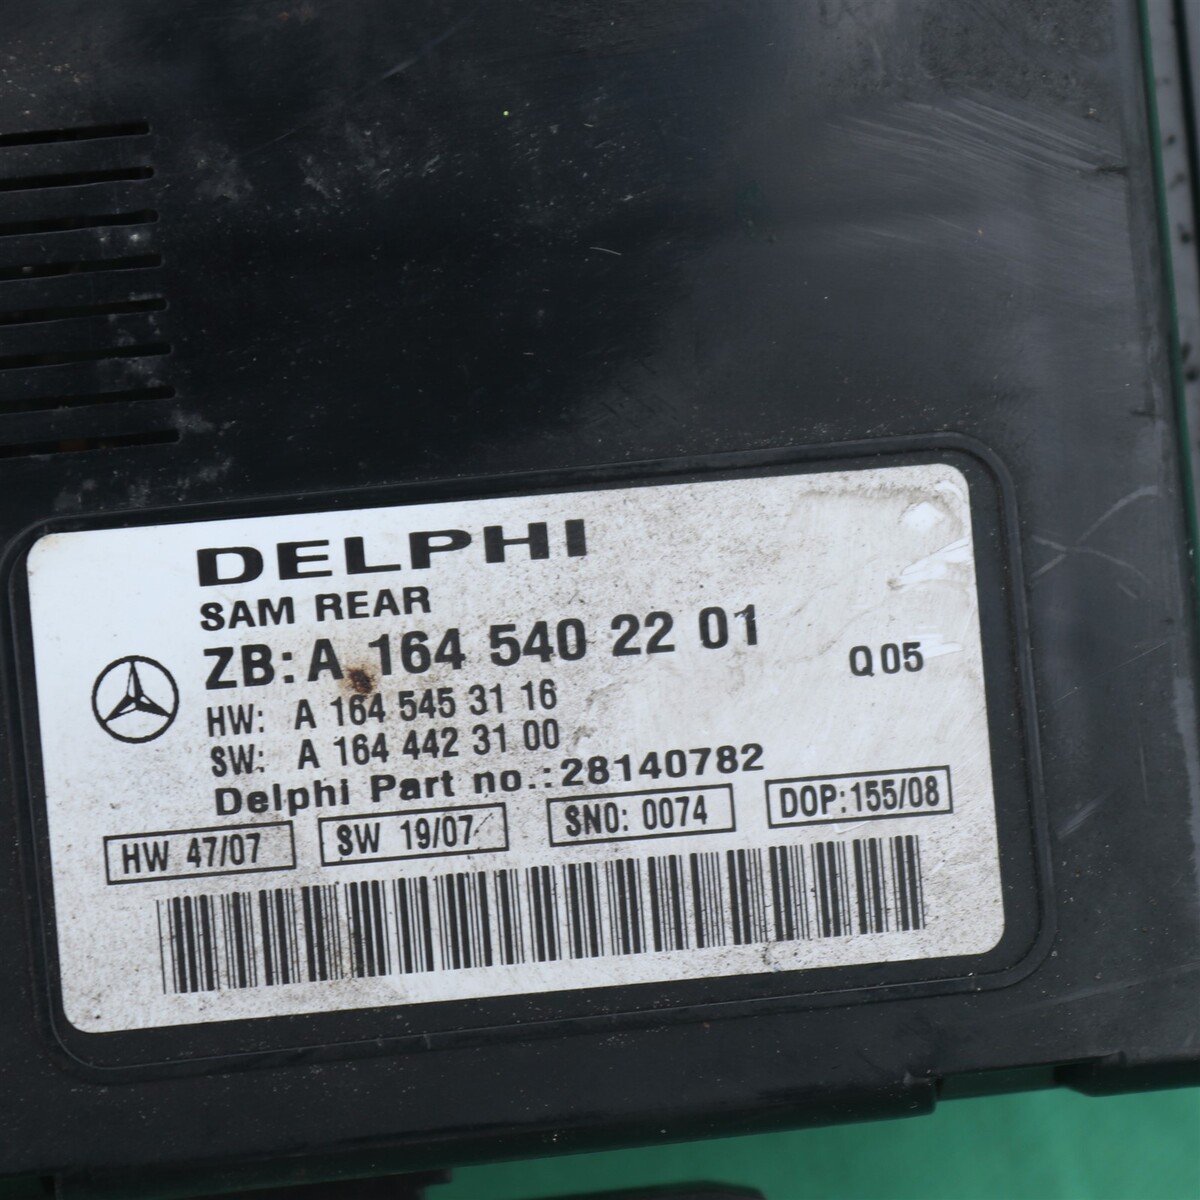 DELPHI
SAM REAR
ZB: A 164 540 22 01
Q 05
HW: A 164 545 31 16
SW: A 164 442 31 00
Delphi Part no.: 28140782
HW 47/07 SW 19/07 SNO: 0074 DOP: 155/08